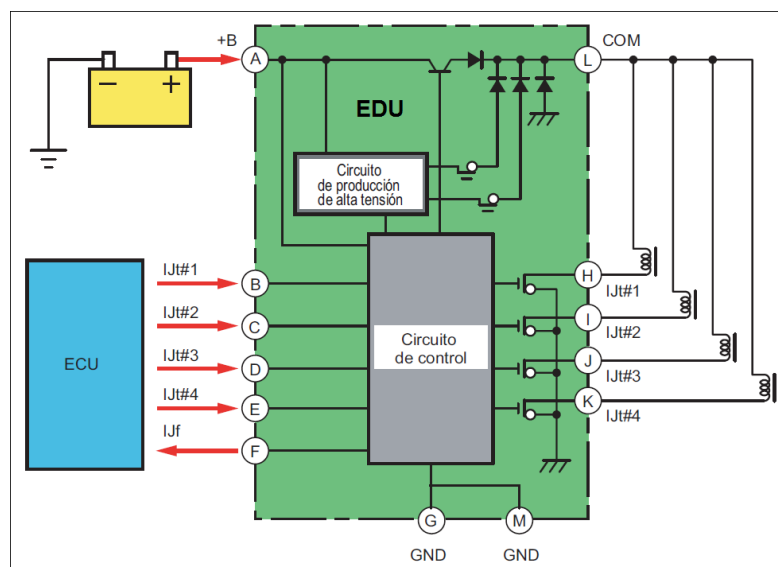 +B
A
COM
L
− +
EDU
Circuito
de producción
de alta tensión
ECU
IJt#1
B
IJt#2
C
IJt#3
D
IJt#4
E
IJf
F
Circuito
de control
H
IJt#1
I
IJt#2
J
IJt#3
K
IJt#4
G
M
GND
GND